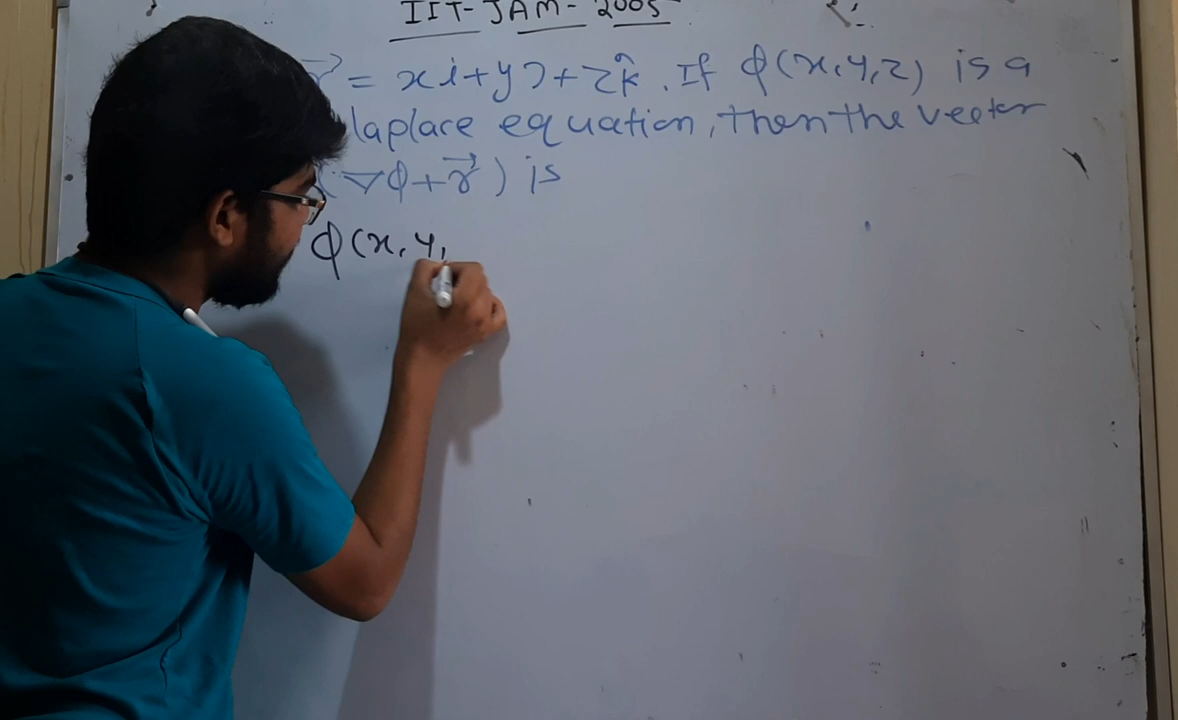 IIT-JAM-2005
r⃗ = xi+yj+zk̂. If ϕ(x,y,z) is a
laplace equation, then the vector
(∇ϕ+r⃗) is
ϕ(x,y,